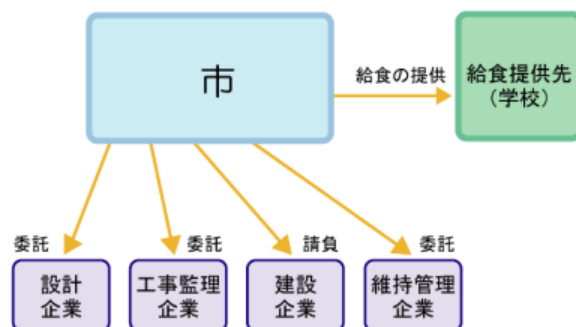 市
給食の提供
給食提供先
（学校）
委託
委託
請負
委託
設計
企業
工事監理
企業
建設
企業
維持管理
企業